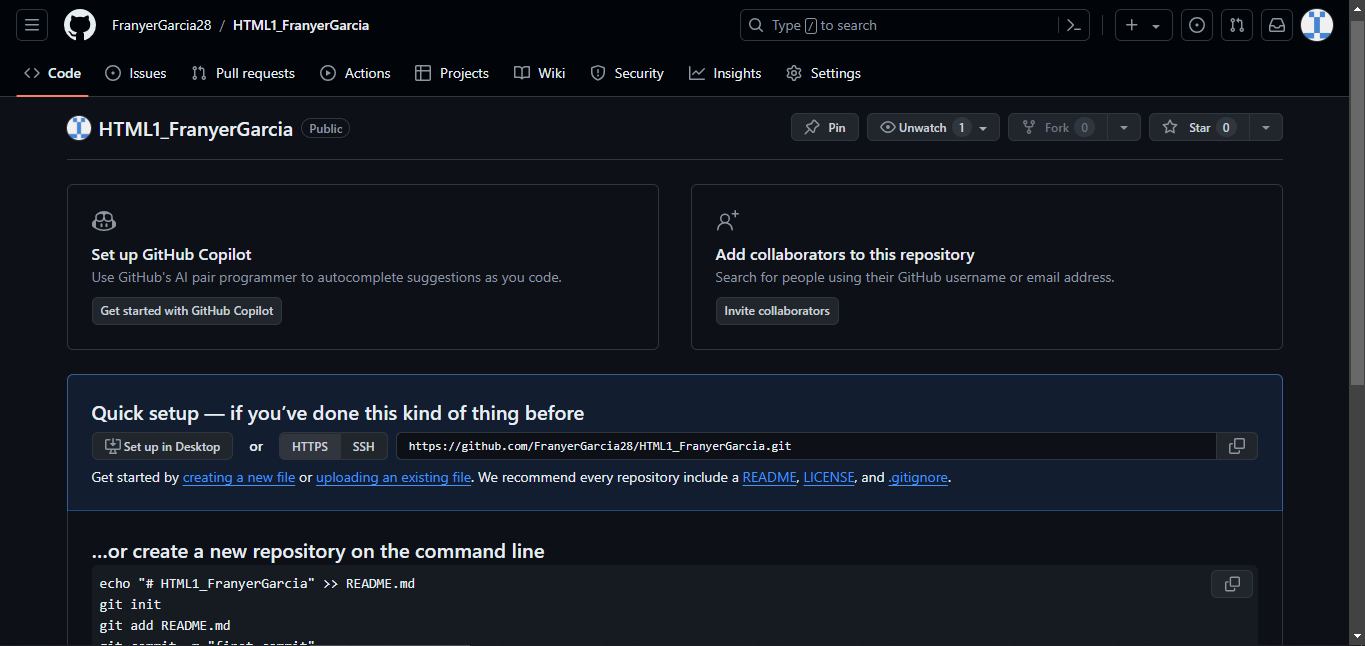 FranyerGarcia28 / HTML1_FranyerGarcia
Type / to search
Code Issues Pull requests Actions Projects Wiki Security Insights Settings
HTML1_FranyerGarcia Public
Pin Unwatch 1 Fork 0 Star 0
Set up GitHub Copilot
Use GitHub's AI pair programmer to autocomplete suggestions as you code.
Get started with GitHub Copilot
Add collaborators to this repository
Search for people using their GitHub username or email address.
Invite collaborators
Quick setup — if you’ve done this kind of thing before
Set up in Desktop or HTTPS SSH https://github.com/FranyerGarcia28/HTML1_FranyerGarcia.git
Get started by creating a new file or uploading an existing file. We recommend every repository include a README, LICENSE, and .gitignore.
…or create a new repository on the command line
echo "# HTML1_FranyerGarcia" >> README.md
git init
git add README.md
git commit -m "first commit"